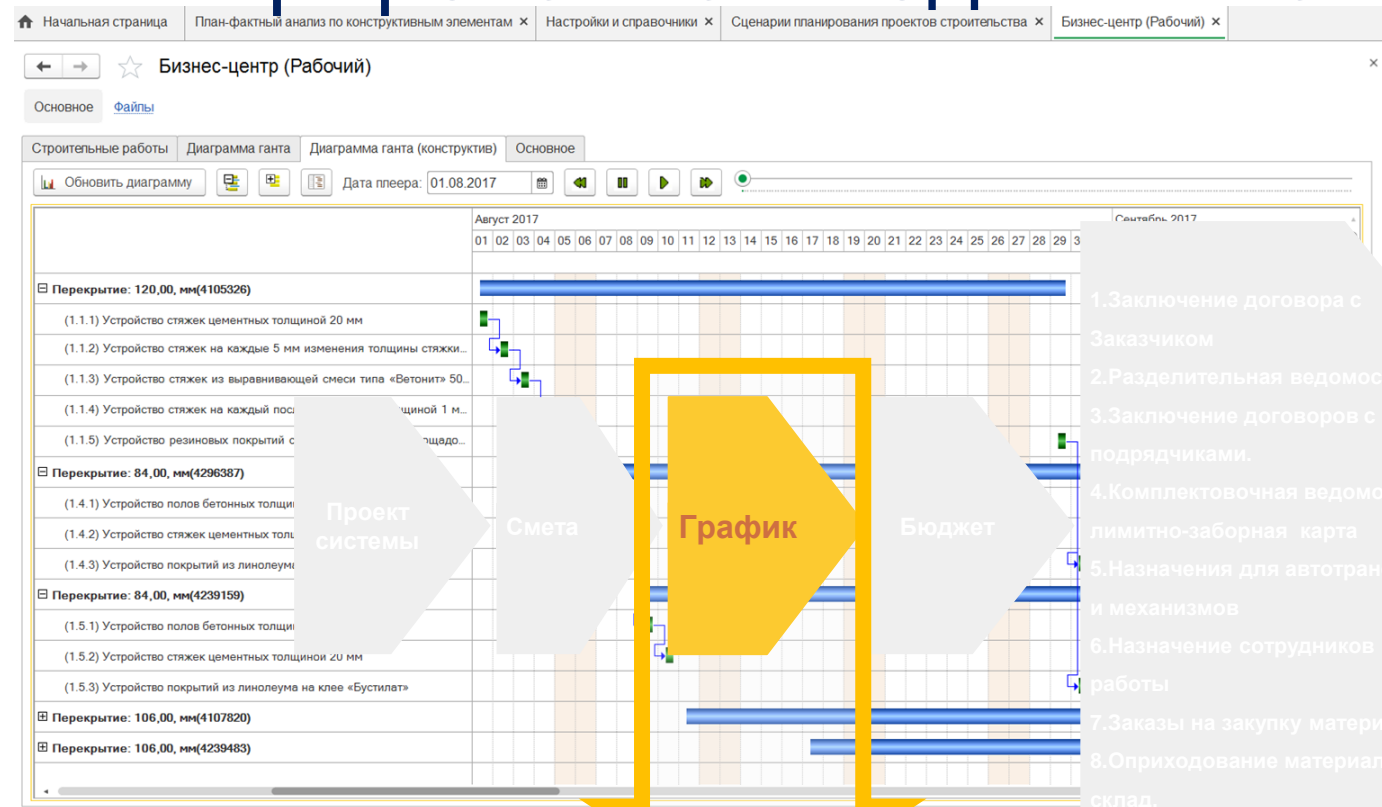 Начальная страница
План-фактный анализ по конструктивным элементам ×
Настройки и справочники ×
Сценарии планирования проектов строительства ×
Бизнес-центр (Рабочий) ×
Бизнес-центр (Рабочий)
Основное Файлы
Строительные работы Диаграмма ганта Диаграмма ганта (конструктив) Основное
Обновить диаграмму Дата плеера: 01.08.2017
Август 2017 Сентябрь 2017
01 02 03 04 05 06 07 08 09 10 11 12 13 14 15 16 17 18 19 20 21 22 23 24 25 26 27 28 29
Перекрытие: 120,00, мм(4105326)
(1.1.1) Устройство стяжек цементных толщиной 20 мм
(1.1.2) Устройство стяжек на каждые 5 мм изменения толщины стяжки...
(1.1.3) Устройство стяжек из выравнивающей смеси типа «Ветонит» 50...
(1.1.4) Устройство стяжек на каждый 1 м...
(1.1.5) Устройство резиновых покрытий
Перекрытие: 84,00, мм(4296387)
(1.4.1) Устройство полов бетонных
(1.4.2) Устройство стяжек цементных
(1.4.3) Устройство покрытий из
Перекрытие: 84,00, мм(4239159)
(1.5.1) Устройство полов бетонных
(1.5.2) Устройство стяжек цементных толщиной 20 мм
(1.5.3) Устройство покрытий из линолеума на клее «Бустилат»
Перекрытие: 106,00, мм(4107820)
Перекрытие: 106,00, мм(4239483)
Проект
системы
Смета
График
Бюджет
1.Заключение договора с
Заказчиком
2.Разделительная
3.Заключение договоров с
подрядчиками.
4.Комплектовочная
лимитно-заборная карта
5.Назначения для
и механизмов
6.Назначение сотрудников
работы
7.Заказы на закупку
8.Оприходование
склад.